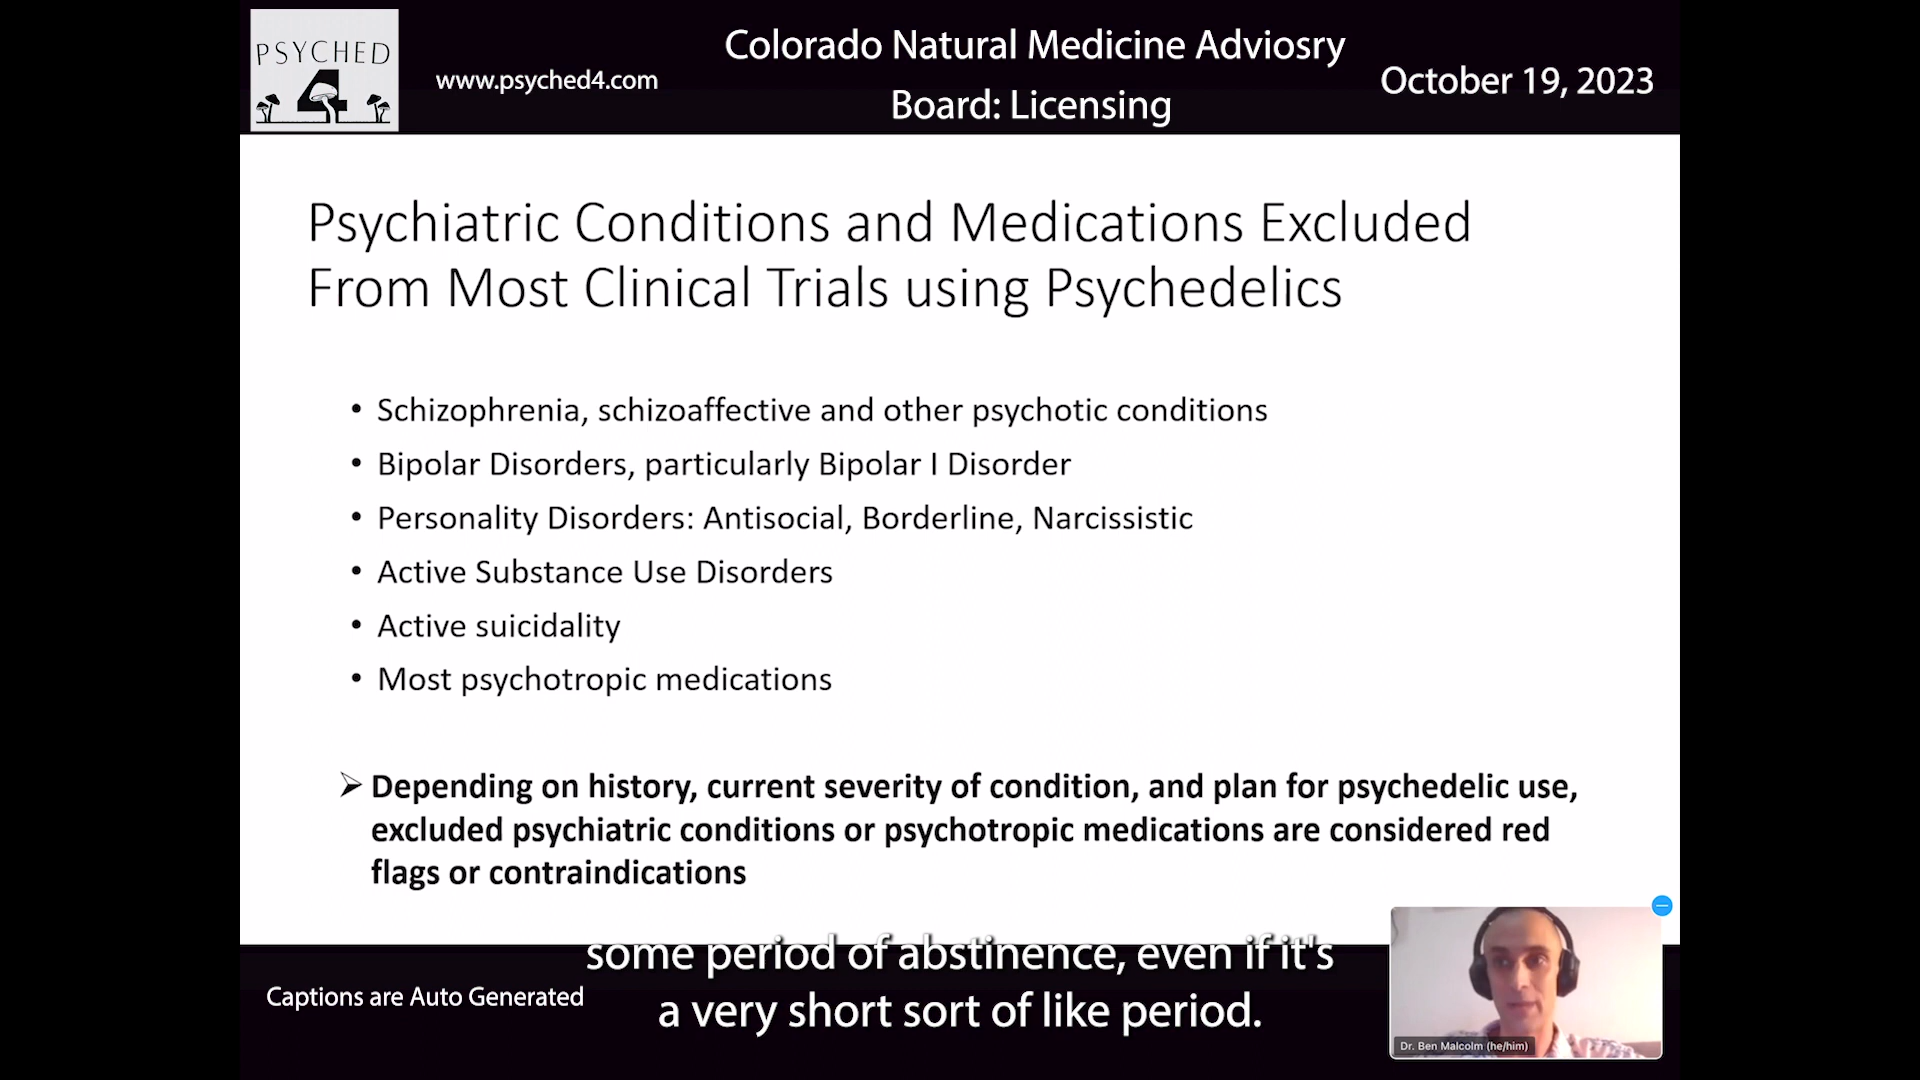 PSYCHED
4
www.psyched4.com
Colorado Natural Medicine Adviosry
Board: Licensing
October 19, 2023
Psychiatric Conditions and Medications Excluded
From Most Clinical Trials using Psychedelics
• Schizophrenia, schizoaffective and other psychotic conditions
• Bipolar Disorders, particularly Bipolar I Disorder
• Personality Disorders: Antisocial, Borderline, Narcissistic
• Active Substance Use Disorders
• Active suicidality
• Most psychotropic medications
➢ Depending on history, current severity of condition, and plan for psychedelic use,
excluded psychiatric conditions or psychotropic medications are considered red
flags or contraindications
some period of abstinence, even if it's
a very short sort of like period.
Captions are Auto Generated
Dr. Ben Malcolm (he/him)